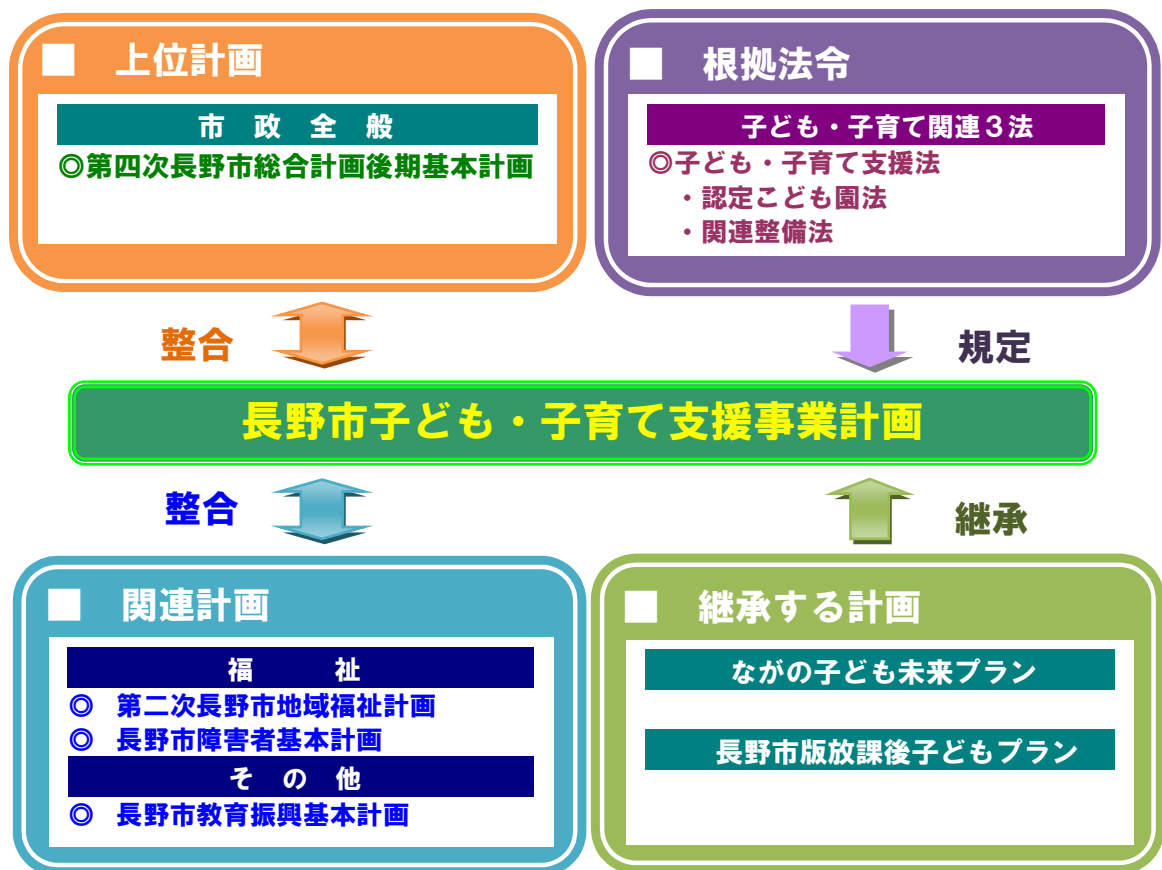 ■ 上位計画
市 政 全 般
◎第四次長野市総合計画後期基本計画
■ 根拠法令
子ども・子育て関連3法
◎子ども・子育て支援法
・認定こども園法
・関連整備法
整合
規定
長野市子ども・子育て支援事業計画
整合
継承
■ 関連計画
福 祉
◎ 第二次長野市地域福祉計画
◎ 長野市障害者基本計画
そ の 他
◎ 長野市教育振興基本計画
■ 継承する計画
ながの子ども未来プラン
長野市版放課後子どもプラン